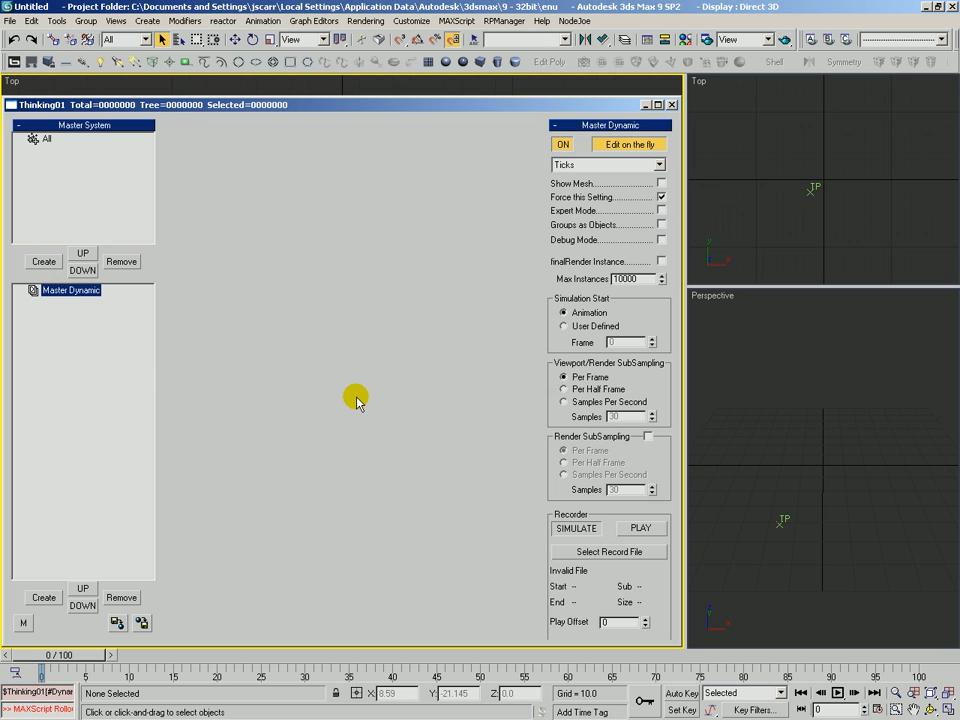 Untitled - Project Folder: C:\Documents and Settings\jscarr\Local Settings\Application Data\Autodesk\3dsmax\9 - 32bit\enu - Autodesk 3ds Max 9 SP2 - Display : Direct 3D
File Edit Tools Group Views Create Modifiers Character reactor Animation Graph Editors Rendering Customize MAXScript RPManager Help NodeJoe
All View View
Edit Poly Shell Symmetry
Top Top
Thinking01 Total=0000000 Tree=0000000 Selected=0000000
- Master System
All
Create UP DOWN Remove
Master Dynamic
Create UP DOWN Remove
M
- Master Dynamic
ON Edit on the fly
Ticks
Show Mesh
Force this Setting
Expert Mode
Groups as Objects
Debug Mode
finalRender Instance
Max Instances 10000
Simulation Start
Animation
User Defined
Frame 0
Viewport/Render SubSampling
Per Frame
Per Half Frame
Samples Per Second
Samples 30
Render SubSampling
Per Frame
Per Half Frame
Samples Per Second
Samples 30
Recorder
SIMULATE PLAY
Select Record File
Invalid File
Start -- Sub --
End -- Size --
Play Offset 0
TP
y x
Perspective
TP
0 / 100
0 5 10 15 20 25 30 35 40 45 50 55 60 65 70 75 80 85 90 95 100
$Thinking01[#Dynar None Selected X: 8.59 Y: -21.145 Z: 0.0 Grid = 10.0 Auto Key Selected
>> MAXScript Rollo Click or click-and-drag to select objects Add Time Tag Set Key Key Filters... 0